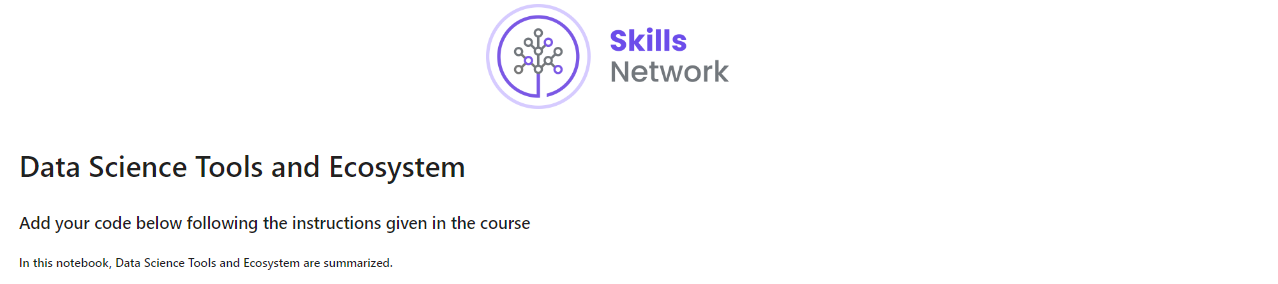 Skills
Network
Data Science Tools and Ecosystem
Add your code below following the instructions given in the course
In this notebook, Data Science Tools and Ecosystem are summarized.